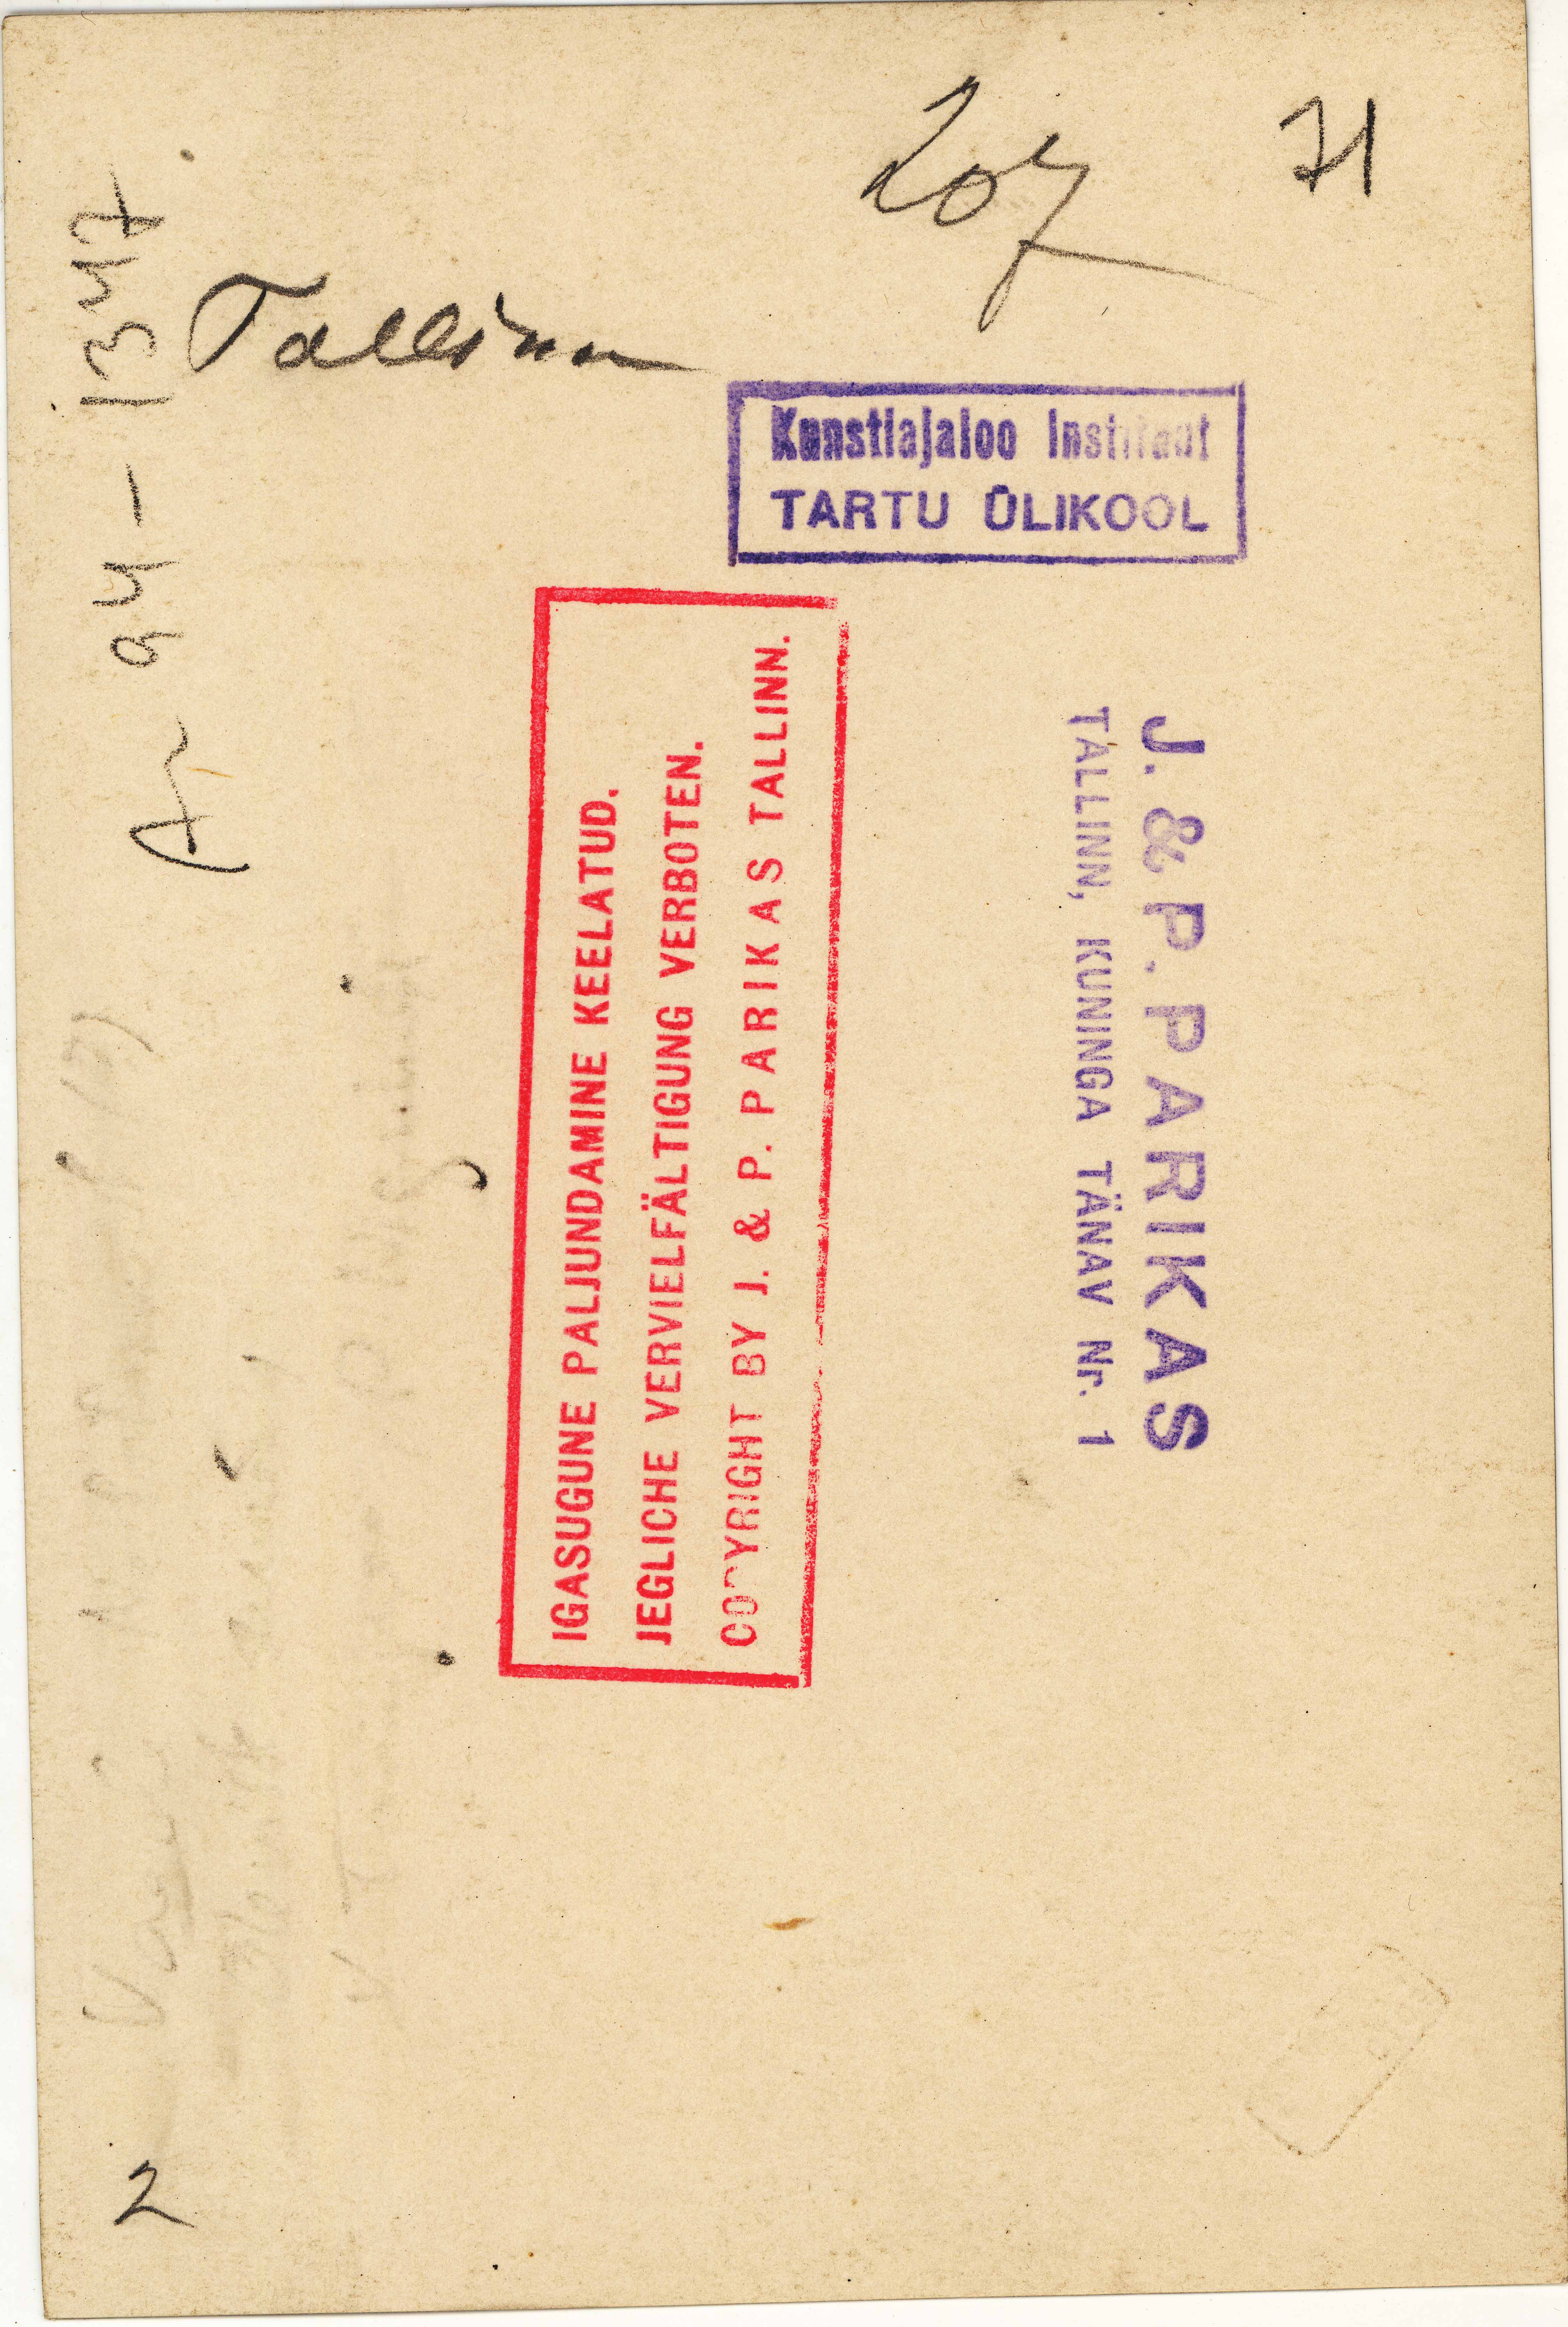 207
71
Tallinn
A-94-1347
Kunstiajaloo Instituut
TARTU ÜLIKOOL
IGASUGUNE PALJUNDAMINE KEELATUD.
JEGLICHE VERVIELFÄLTIGUNG VERBOTEN.
COPYRIGHT BY J. & P. PARIKAS TALLINN.
J. & P. PARIKAS
TALLINN, KUNINGA TÄNAV Nr. 1
2